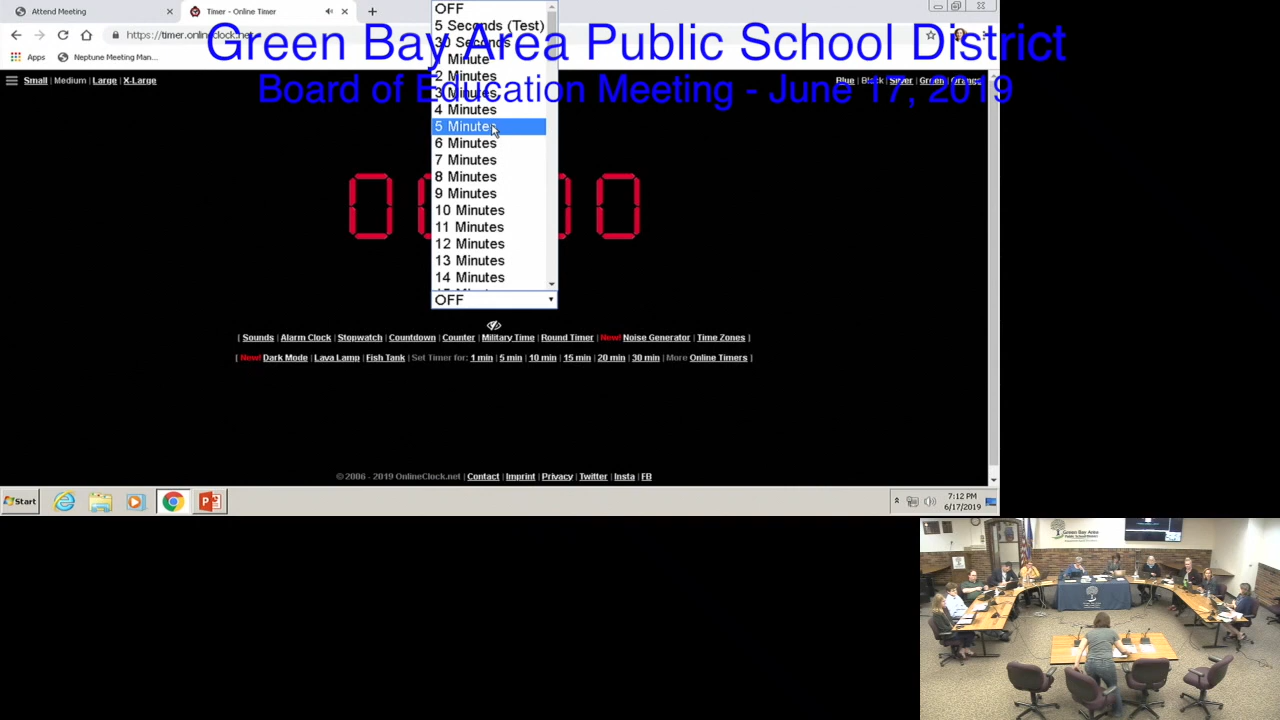 Attend Meeting
Timer - Online Timer
https://timer.onlineclock.net
Green Bay Area Public School District
Board of Education Meeting - June 17, 2019
Apps
Neptune Meeting Man...
Small | Medium | Large | X-Large
Blue | Black | Silver | Green | Orange
OFF
5 Seconds (Test)
30 Seconds
1 Minute
2 Minutes
3 Minutes
4 Minutes
5 Minutes
6 Minutes
7 Minutes
8 Minutes
9 Minutes
10 Minutes
11 Minutes
12 Minutes
13 Minutes
14 Minutes
OFF
| Sounds | Alarm Clock | Stopwatch | Countdown | Counter | Military Time | Round Timer | New! Noise Generator | Time Zones |
| New! Dark Mode | Lava Lamp | Fish Tank | Set Timer for: 1 min | 5 min | 10 min | 15 min | 20 min | 30 min | More Online Timers |
© 2006 - 2019 OnlineClock.net | Contact | Imprint | Privacy | Twitter | Insta | FB
Start
7:12 PM
6/17/2019
Green Bay Area
Public School District